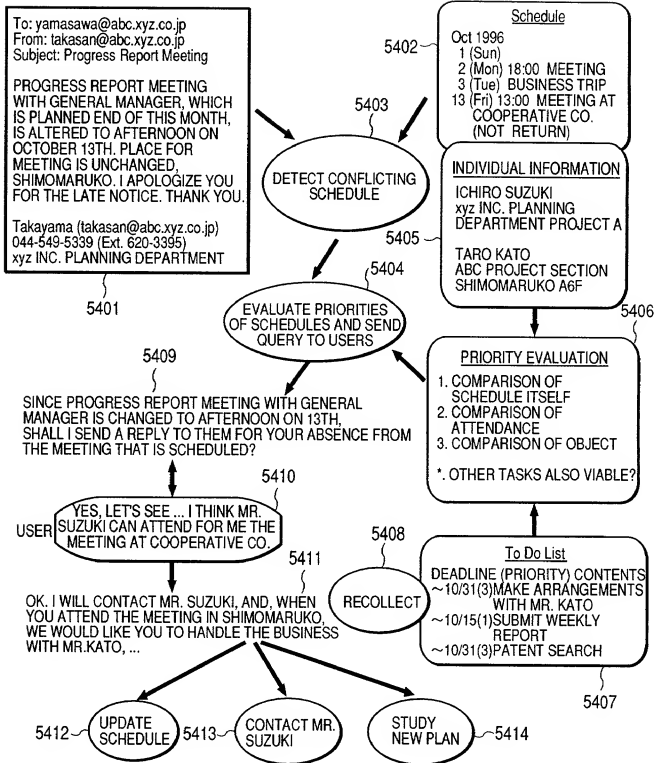 To: yamasawa@abc.xyz.co.jp
From: takasan@abc.xyz.co.jp
Subject: Progress Report Meeting
PROGRESS REPORT MEETING
WITH GENERAL MANAGER, WHICH
IS PLANNED END OF THIS MONTH,
IS ALTERED TO AFTERNOON ON
OCTOBER 13TH. PLACE FOR
MEETING IS UNCHANGED,
SHIMOMARUKO. I APOLOGIZE YOU
FOR THE LATE NOTICE. THANK YOU.
Takayama (takasan@abc.xyz.co.jp)
044-549-5339 (Ext. 620-3395)
xyz INC. PLANNING DEPARTMENT
5401
5402
Schedule
Oct 1996
1 (Sun)
2 (Mon) 18:00 MEETING
3 (Tue) BUSINESS TRIP
13 (Fri) 13:00 MEETING AT
COOPERATIVE CO.
(NOT RETURN)
5403
DETECT CONFLICTING
SCHEDULE
INDIVIDUAL INFORMATION
ICHIRO SUZUKI
xyz INC. PLANNING
DEPARTMENT PROJECT A
TARO KATO
ABC PROJECT SECTION
SHIMOMARUKO A6F
5405
5404
EVALUATE PRIORITIES
OF SCHEDULES AND SEND
QUERY TO USERS
5406
PRIORITY EVALUATION
1. COMPARISON OF
SCHEDULE ITSELF
2. COMPARISON OF
ATTENDANCE
3. COMPARISON OF OBJECT
*. OTHER TASKS ALSO VIABLE?
5409
SINCE PROGRESS REPORT MEETING WITH GENERAL
MANAGER IS CHANGED TO AFTERNOON ON 13TH,
SHALL I SEND A REPLY TO THEM FOR YOUR ABSENCE FROM
THE MEETING THAT IS SCHEDULED?
5410
USER
YES, LET'S SEE ... I THINK MR.
SUZUKI CAN ATTEND FOR ME THE
MEETING AT COOPERATIVE CO.
5411
OK. I WILL CONTACT MR. SUZUKI, AND, WHEN
YOU ATTEND THE MEETING IN SHIMOMARUKO,
WE WOULD LIKE YOU TO HANDLE THE BUSINESS
WITH MR.KATO, ...
5408
RECOLLECT
To Do List
DEADLINE (PRIORITY) CONTENTS
~10/31(3)MAKE ARRANGEMENTS
WITH MR. KATO
~10/15(1)SUBMIT WEEKLY
REPORT
~10/31(3)PATENT SEARCH
5407
5412
UPDATE
SCHEDULE
5413
CONTACT MR.
SUZUKI
STUDY
NEW PLAN
5414